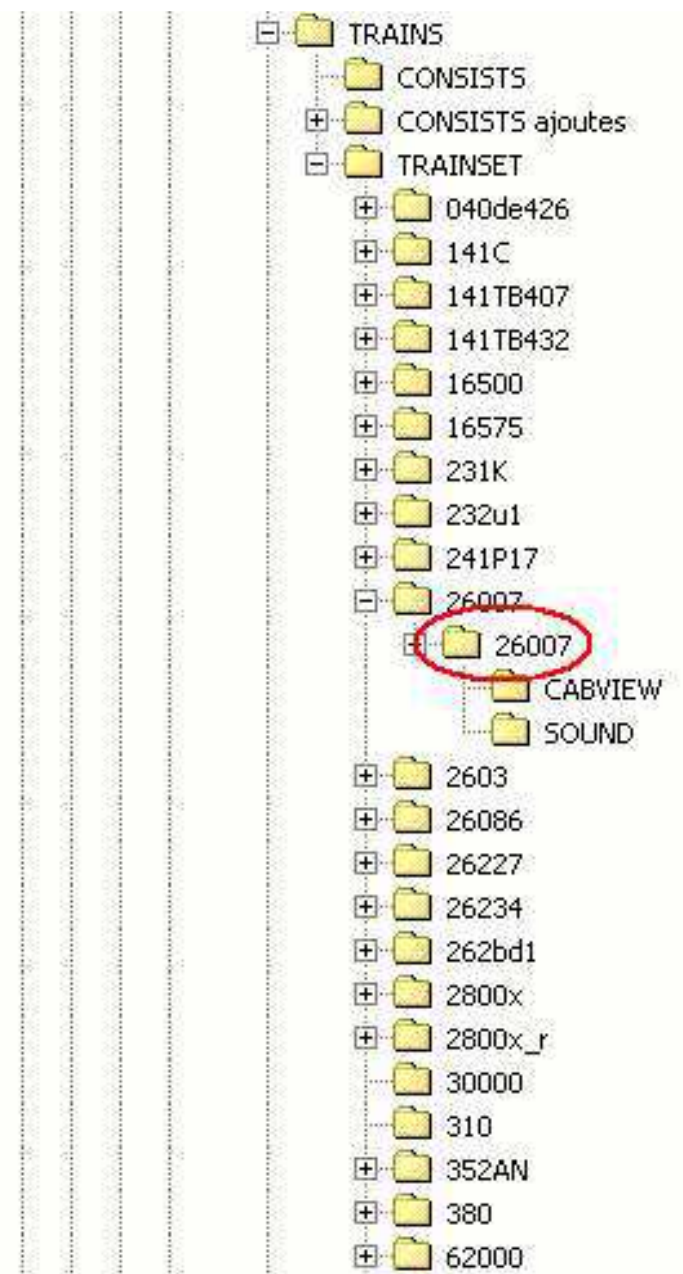 TRAINS
CONSISTS
CONSISTS ajoutes
TRAINSET
040de426
141C
141TB407
141TB432
16500
16575
231K
232u1
241P17
26007
26007
CABVIEW
SOUND
2603
26086
26227
26234
262bd1
2800x
2800x_r
30000
310
352AN
380
62000